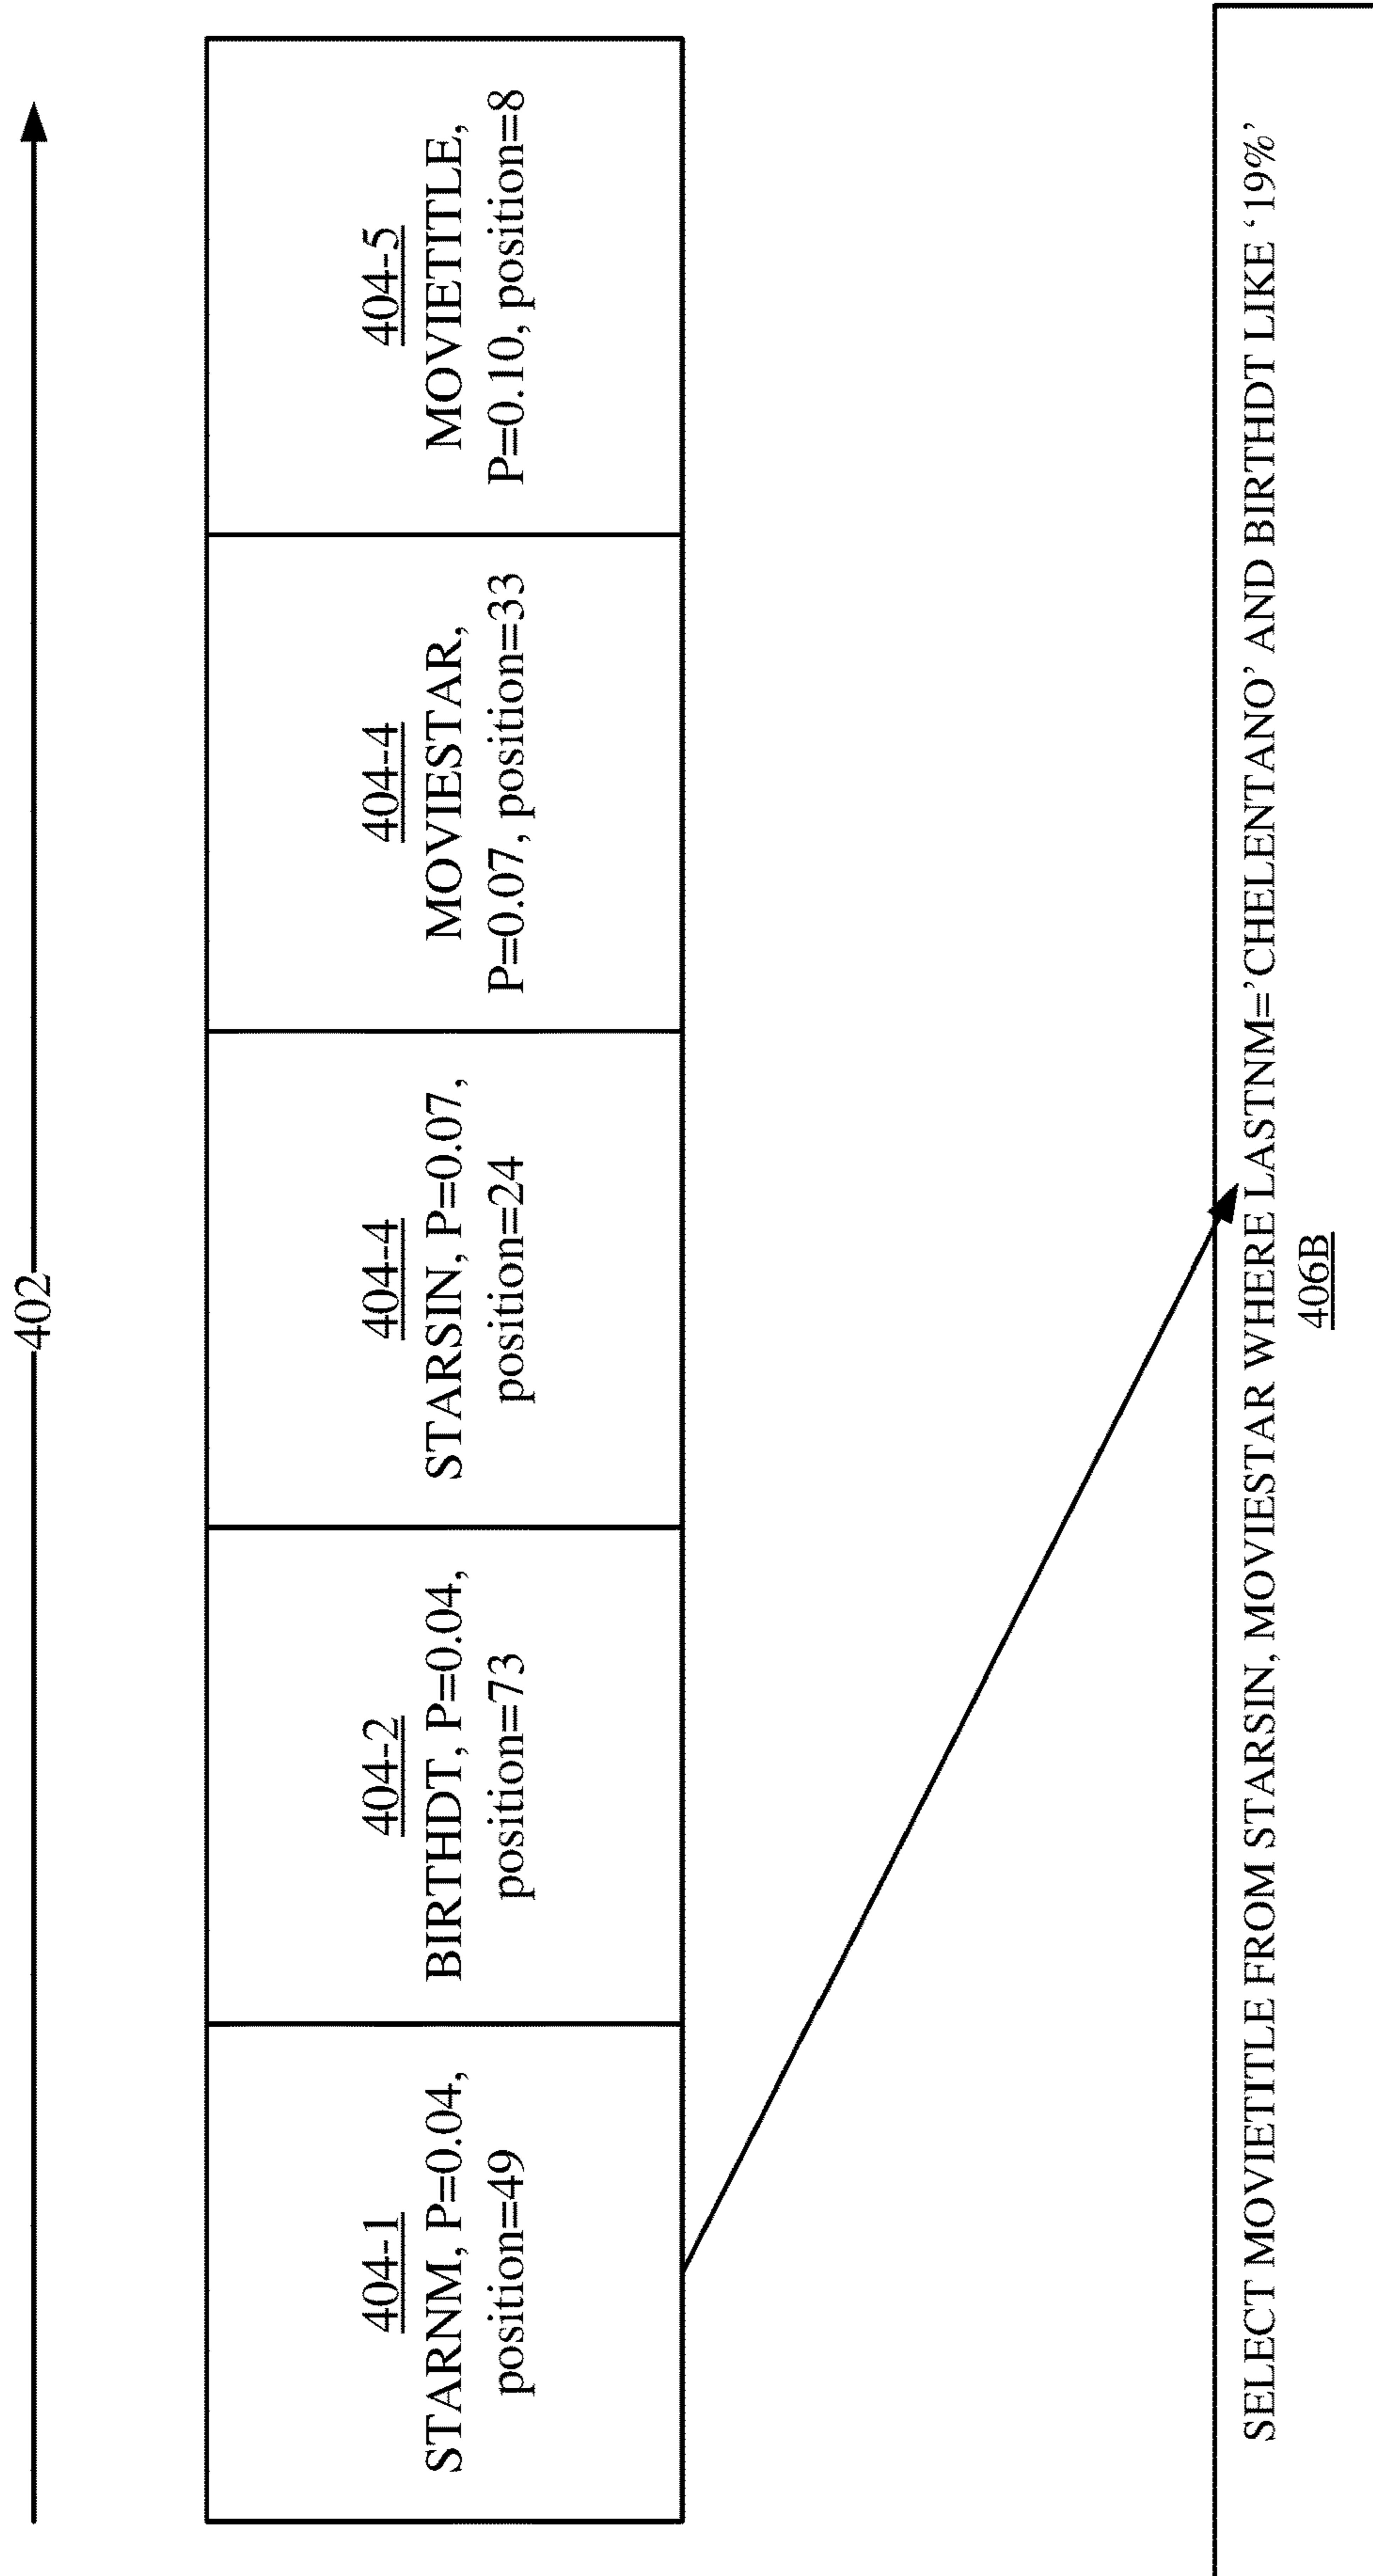 402
404-1
STARNM, P=0.04,
position=49
404-2
BIRTHDT, P=0.04,
position=73
404-4
STARSIN, P=0.07,
position=24
404-4
MOVIESTAR,
P=0.07, position=33
404-5
MOVIETITLE,
P=0.10, position=8
SELECT MOVIETITLE FROM STARSIN, MOVIESTAR WHERE LASTNM=’CHELENTANO’ AND BIRTHDT LIKE ‘19%’
406B